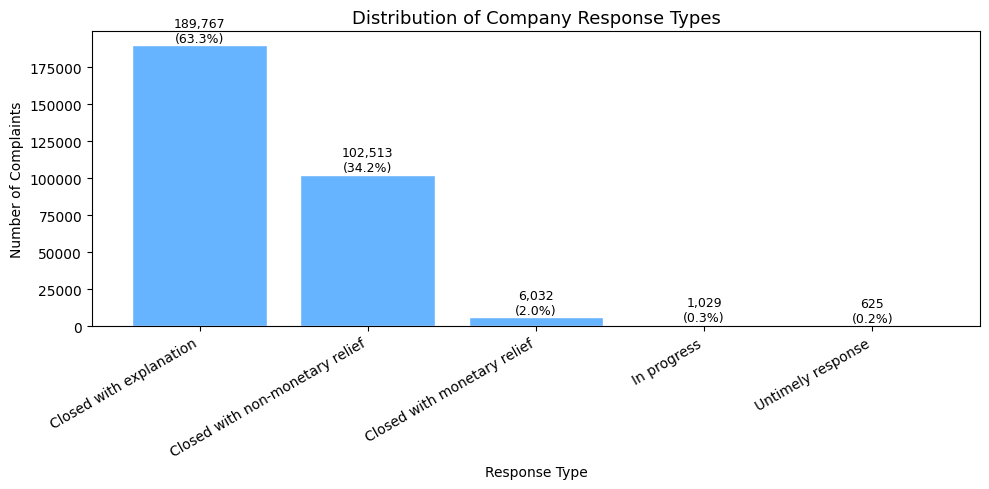 Distribution of Company Response Types
189,767
(63.3%)
102,513
(34.2%)
6,032
(2.0%)
1,029
(0.3%)
625
(0.2%)
Number of Complaints
175000
150000
125000
100000
75000
50000
25000
0
Closed with explanation
Closed with non-monetary relief
Closed with monetary relief
In progress
Untimely response
Response Type